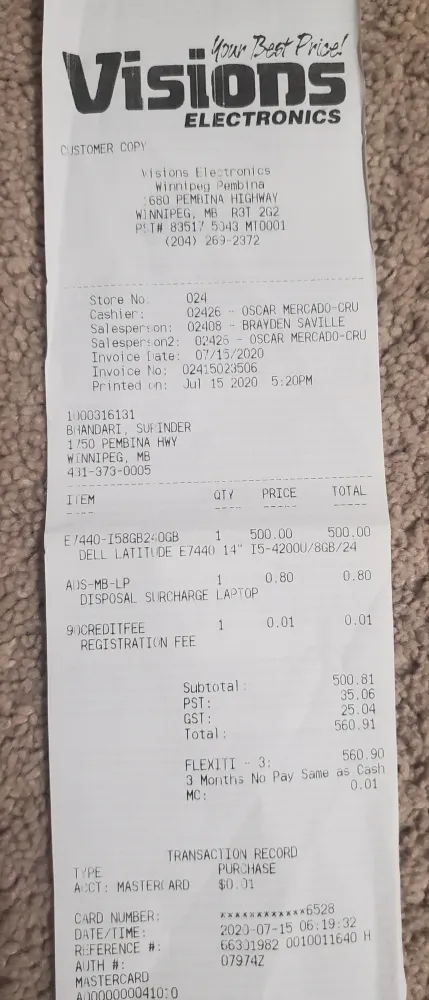 Your Best Price!
Visions
ELECTRONICS
CUSTOMER COPY
Visions Electronics
Winnipeg Pembina
1680 PEMBINA HIGHWAY
WINNIPEG, MB R3T 2G2
PST# 83517 5043 MT0001
(204) 269-2372
Store No: 024
Cashier: 02426 - OSCAR MERCADO-CRU
Salesperson: 02408 - BRAYDEN SAVILLE
Salesperson2: 02426 - OSCAR MERCADO-CRU
Invoice Date: 07/15/2020
Invoice No: 02415023506
Printed on: Jul 15 2020 5:20PM
1000316131
BHANDARI, SURINDER
1750 PEMBINA HWY
WINNIPEG, MB
431-373-0005
ITEM QTY PRICE TOTAL
E7440-I58GB240GB 1 500.00 500.00
DELL LATITUDE E7440 14" I5-4200U/8GB/24
ADS-MB-LP 1 0.80 0.80
DISPOSAL SURCHARGE LAPTOP
90CREDITFEE 1 0.01 0.01
REGISTRATION FEE
Subtotal: 500.81
PST: 35.06
GST: 25.04
Total: 560.91
FLEXITI - 3: 560.90
3 Months No Pay Same as Cash
MC: 0.01
TRANSACTION RECORD
TYPE PURCHASE
ACCT: MASTERCARD $0.01
CARD NUMBER: ************6528
DATE/TIME: 2020-07-15 06:19:32
REFERENCE #: 66301982 0010011640 H
AUTH #: 07974Z
MASTERCARD
A0000000041010